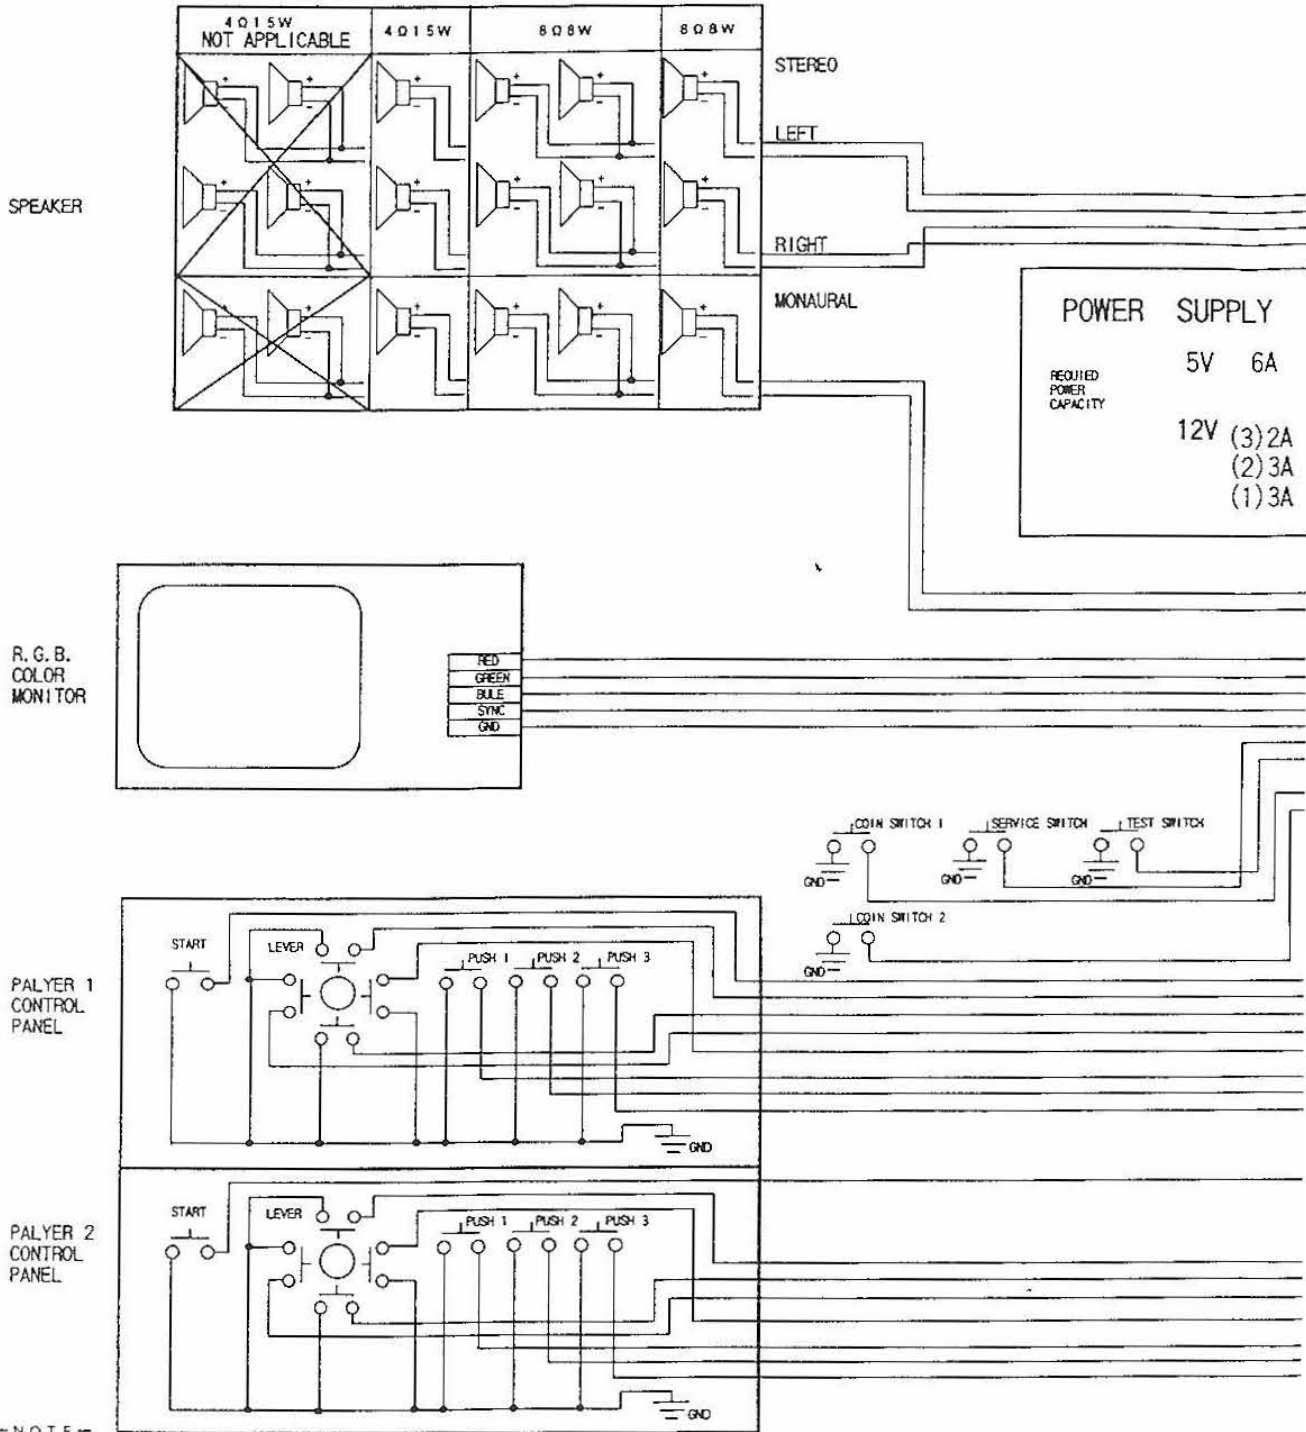 4Ω15W
NOT APPLICABLE
4Ω15W
8Ω8W
8Ω8W
STEREO
LEFT
SPEAKER
RIGHT
MONAURAL
POWER SUPPLY
5V 6A
REQUIED
POWER
CAPACITY
12V (3)2A
(2)3A
(1)3A
R.G.B.
COLOR
MONITOR
RED
GREEN
BULE
SYNC
GND
COIN SWITCH 1
SERVICE SWITCH
TEST SWITCH
GND
GND
GND
COIN SWITCH 2
GND
START
LEVER
PUSH 1
PUSH 2
PUSH 3
PALYER 1
CONTROL
PANEL
GND
START
LEVER
PUSH 1
PUSH 2
PUSH 3
PALYER 2
CONTROL
PANEL
GND
-NOTE-